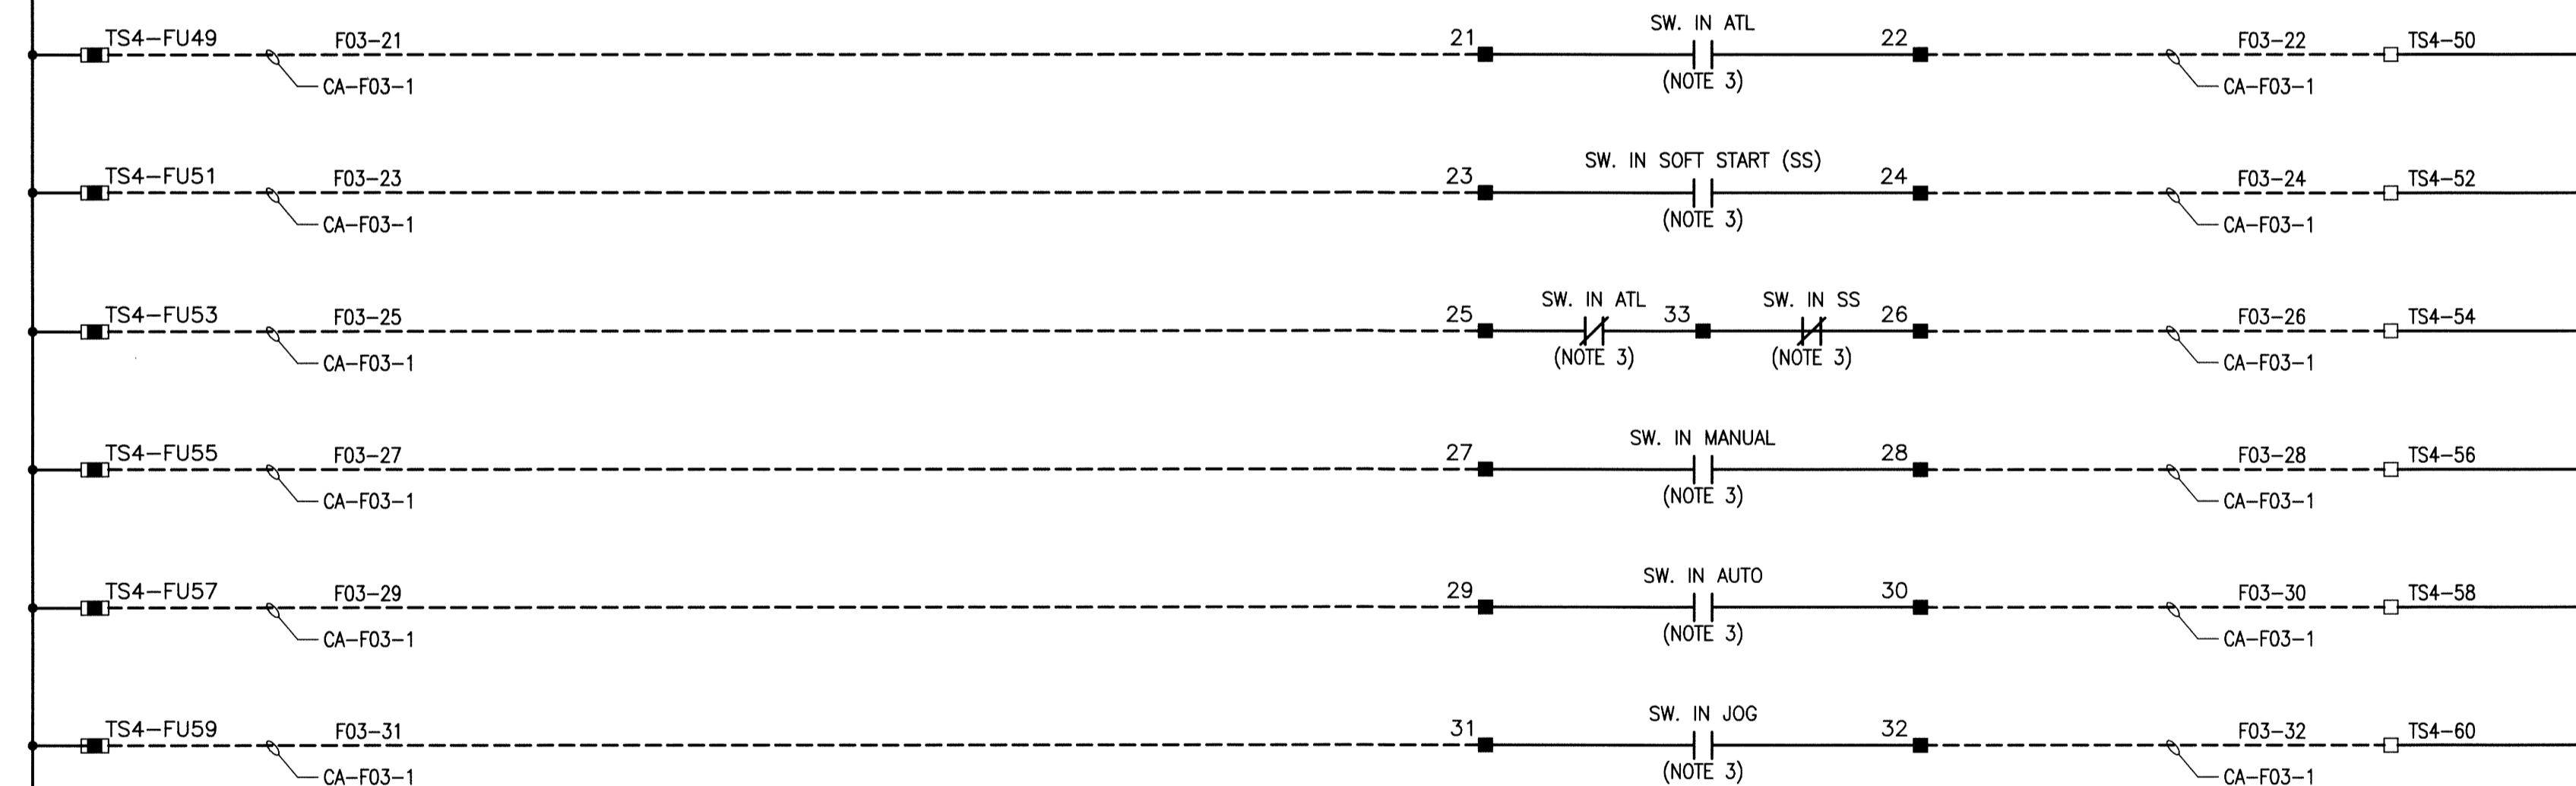 TS4-FU49 F03-21 21 SW. IN ATL 22 F03-22 TS4-50
CA-F03-1 (NOTE 3) CA-F03-1
TS4-FU51 F03-23 23 SW. IN SOFT START (SS) 24 F03-24 TS4-52
CA-F03-1 (NOTE 3) CA-F03-1
TS4-FU53 F03-25 25 SW. IN ATL 33 SW. IN SS 26 F03-26 TS4-54
CA-F03-1 (NOTE 3) (NOTE 3) CA-F03-1
TS4-FU55 F03-27 27 SW. IN MANUAL 28 F03-28 TS4-56
CA-F03-1 (NOTE 3) CA-F03-1
TS4-FU57 F03-29 29 SW. IN AUTO 30 F03-30 TS4-58
CA-F03-1 (NOTE 3) CA-F03-1
TS4-FU59 F03-31 31 SW. IN JOG 32 F03-32 TS4-60
CA-F03-1 (NOTE 3) CA-F03-1